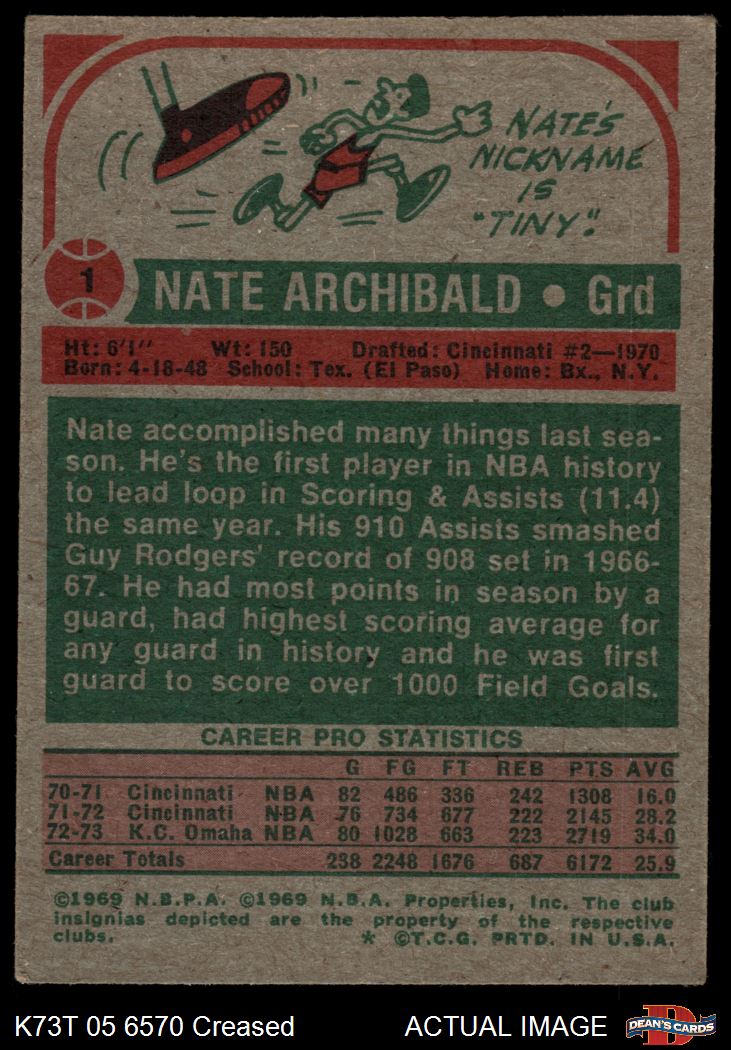 NATE'S
NICKNAME
IS
"TINY".
1
NATE ARCHIBALD • Grd
Ht: 6'1" Wt: 150 Drafted: Cincinnati #2—1970
Born: 4-18-48 School: Tex. (El Paso) Home: Bx., N.Y.
Nate accomplished many things last sea-
son. He's the first player in NBA history
to lead loop in Scoring & Assists (11.4)
the same year. His 910 Assists smashed
Guy Rodgers' record of 908 set in 1966-
67. He had most points in season by a
guard, had highest scoring average for
any guard in history and he was first
guard to score over 1000 Field Goals.
CAREER PRO STATISTICS
G FG FT REB PTS AVG
70-71 Cincinnati NBA 82 486 336 242 1308 16.0
71-72 Cincinnati NBA 76 734 677 222 2145 28.2
72-73 K.C. Omaha NBA 80 1028 663 223 2719 34.0
Career Totals 238 2248 1676 687 6172 25.9
©1969 N.B.P.A. ©1969 N.B.A. Properties, Inc. The club
insignias depicted are the property of the respective
clubs. * ©T.C.G. PRTD. IN U.S.A.
K73T 05 6570 Creased ACTUAL IMAGE
D
DEAN'S CARDS